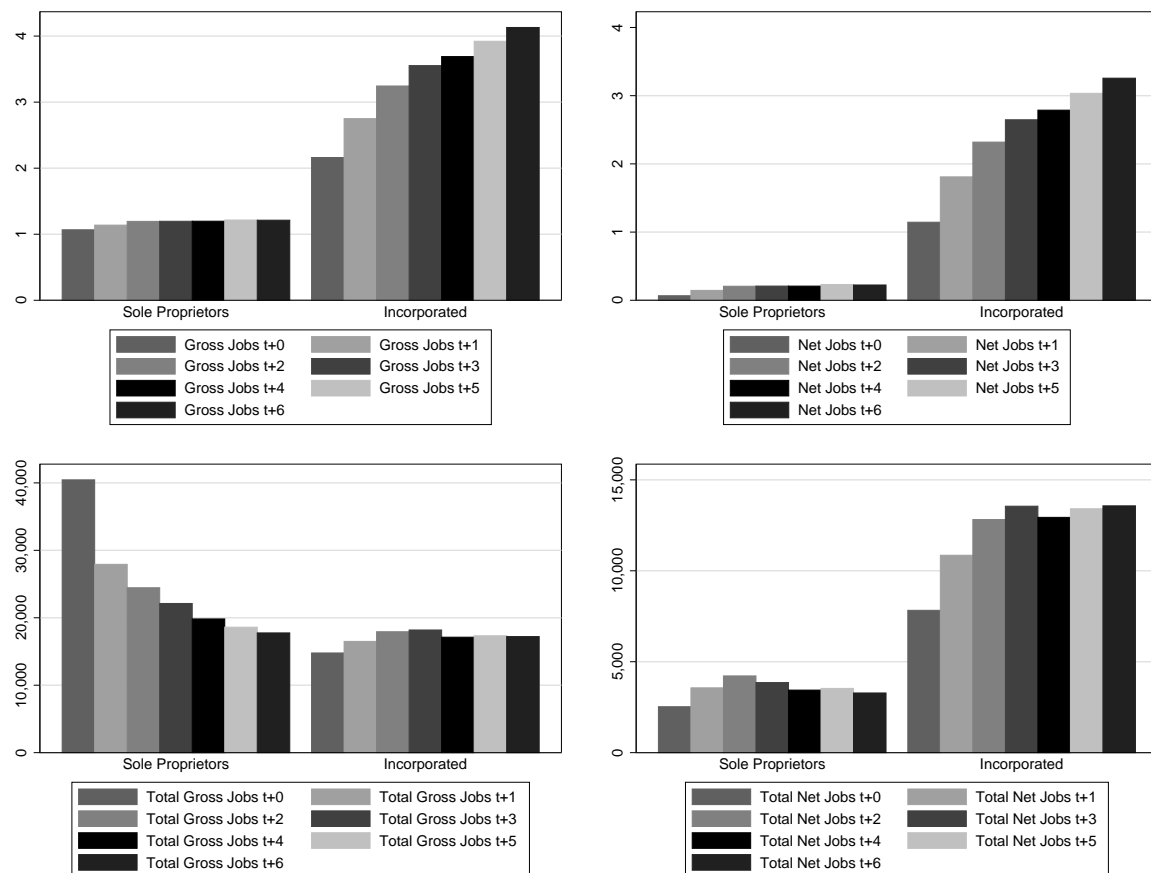 4
3
2
1
0
Sole Proprietors Incorporated
Gross Jobs t+0 Gross Jobs t+1
Gross Jobs t+2 Gross Jobs t+3
Gross Jobs t+4 Gross Jobs t+5
Gross Jobs t+6
4
3
2
1
0
Sole Proprietors Incorporated
Net Jobs t+0 Net Jobs t+1
Net Jobs t+2 Net Jobs t+3
Net Jobs t+4 Net Jobs t+5
Net Jobs t+6
40,000
30,000
20,000
10,000
0
Sole Proprietors Incorporated
Total Gross Jobs t+0 Total Gross Jobs t+1
Total Gross Jobs t+2 Total Gross Jobs t+3
Total Gross Jobs t+4 Total Gross Jobs t+5
Total Gross Jobs t+6
15,000
10,000
5,000
0
Sole Proprietors Incorporated
Total Net Jobs t+0 Total Net Jobs t+1
Total Net Jobs t+2 Total Net Jobs t+3
Total Net Jobs t+4 Total Net Jobs t+5
Total Net Jobs t+6